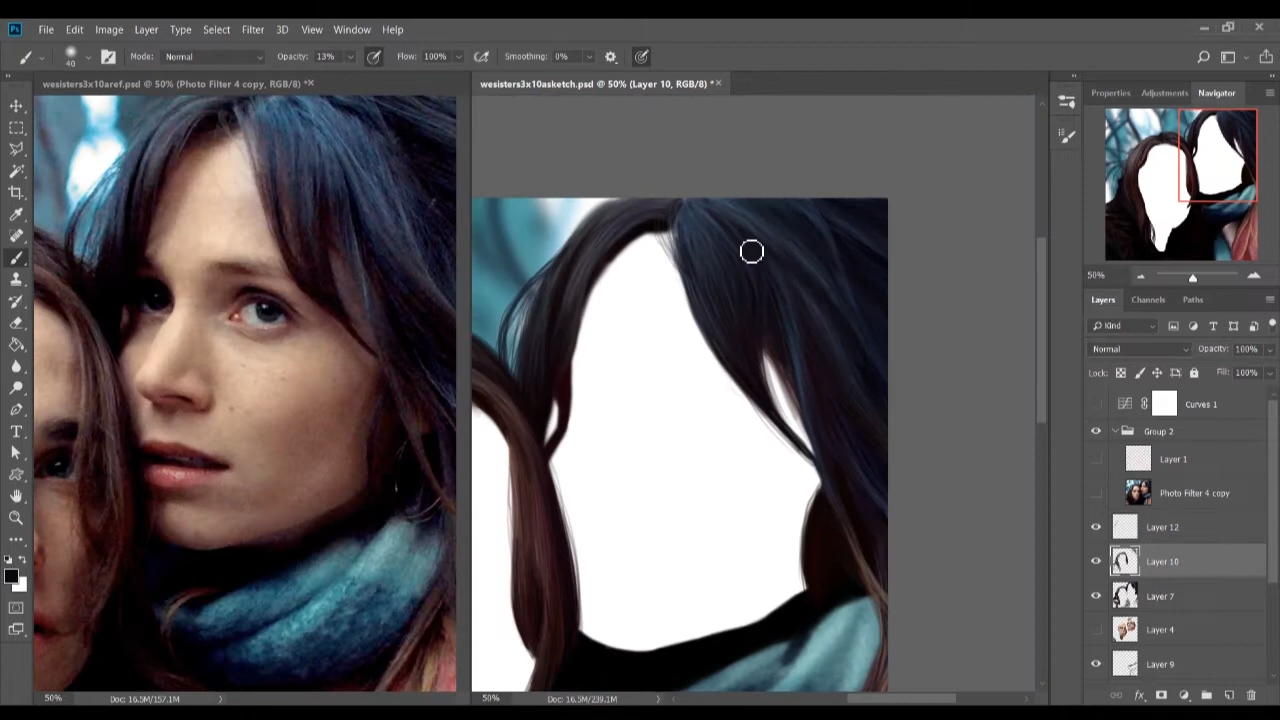 Ps File Edit Image Layer Type Select Filter 3D View Window Help
40 Mode: Normal Opacity: 13% Flow: 100% Smoothing: 0%
wesisters3x10aref.psd @ 50% (Photo Filter 4 copy, RGB/8) *
wesisters3x10asketch.psd @ 50% (Layer 10, RGB/8) *
Properties Adjustments Navigator
50%
Layers Channels Paths
Kind
Normal Opacity: 100%
Lock: Fill: 100%
Curves 1
Group 2
Layer 1
Photo Filter 4 copy
Layer 12
Layer 10
Layer 7
Layer 4
Layer 9
fx
50% Doc: 16.5M/157.1M
50% Doc: 16.5M/239.1M